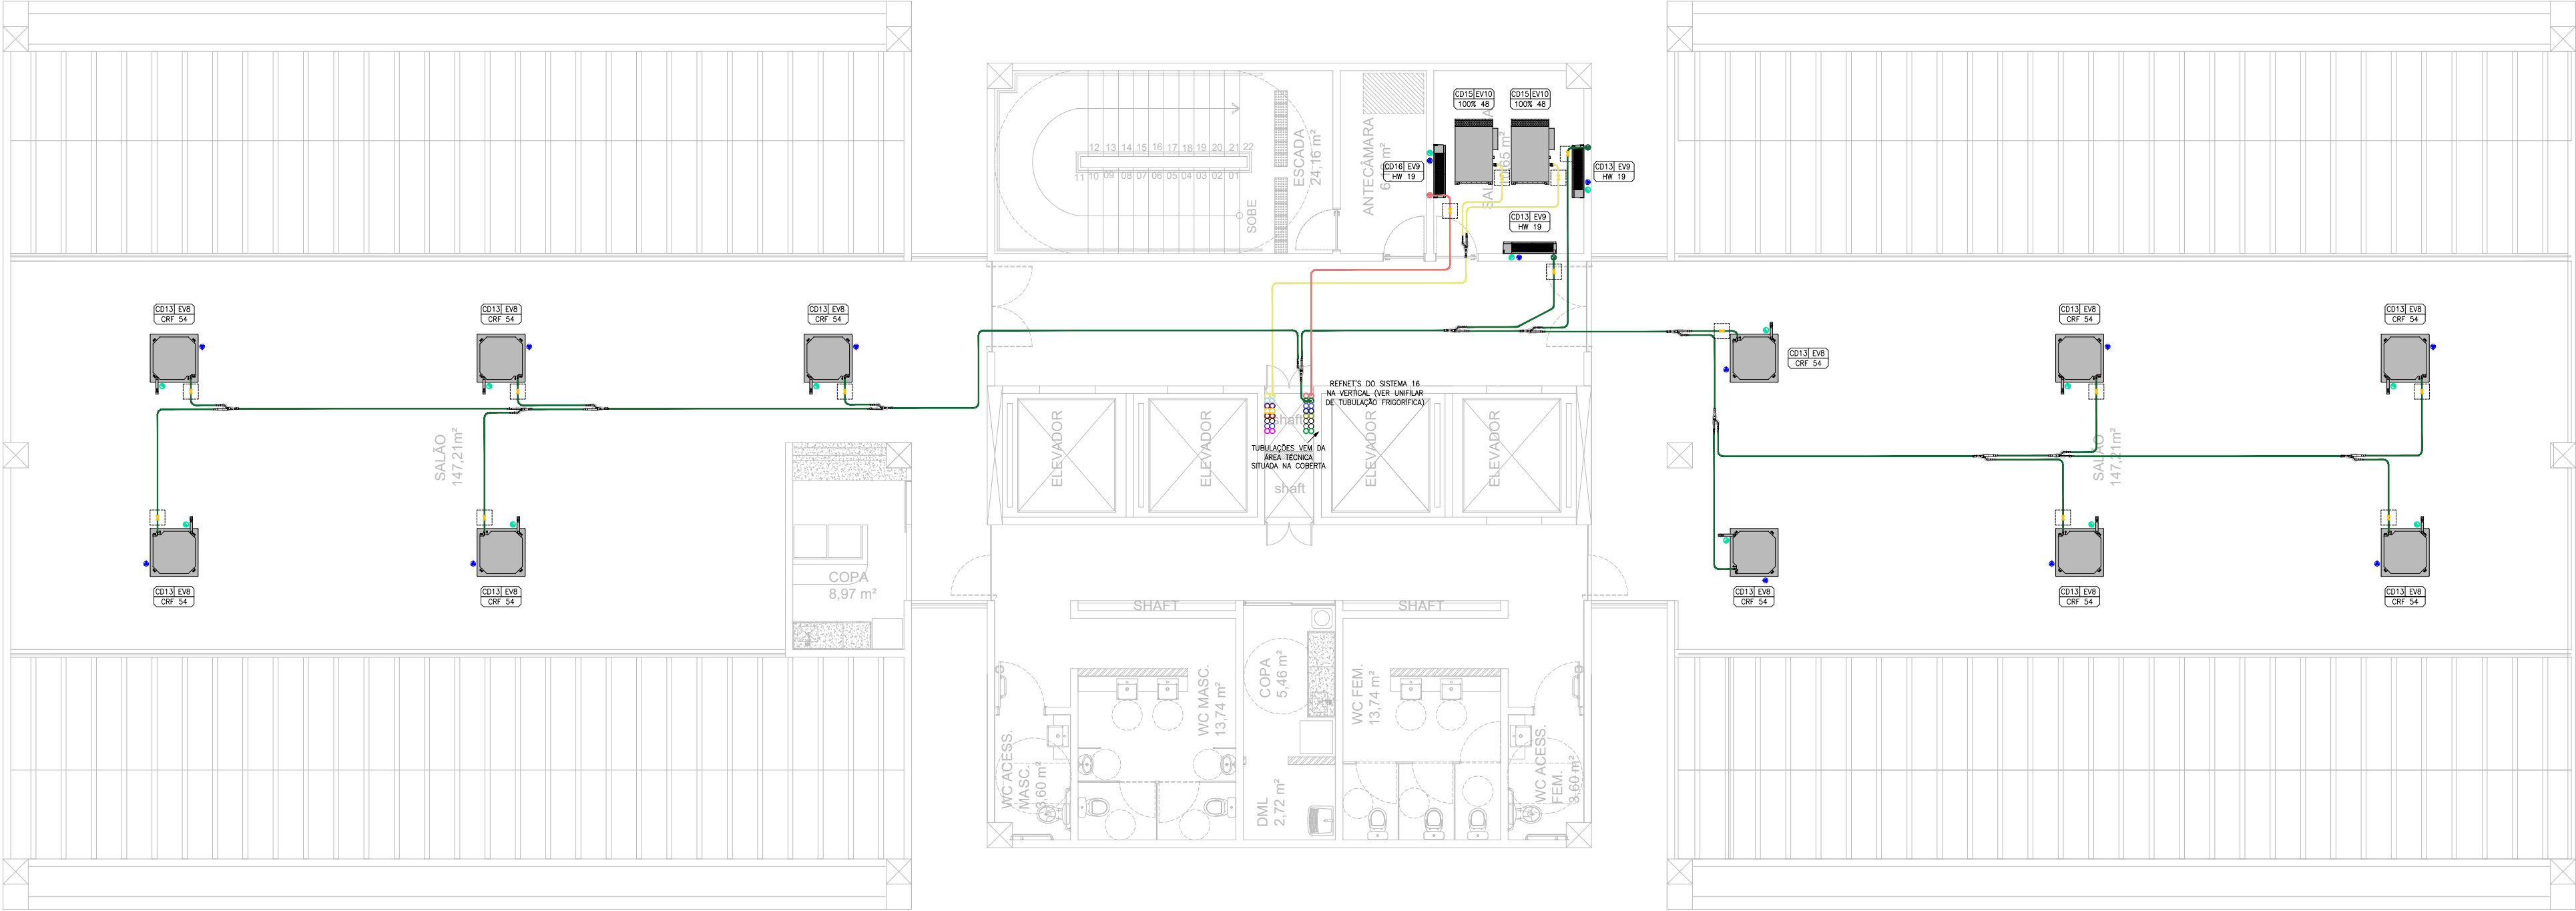 CD15 EV10
100% 48
CD15 EV10
100% 48
CD16 EV9
HW 19
CD13 EV9
HW 19
CD13 EV9
HW 19
ESCADA
24,16 m²
SOBE
12 13 14 15 16 17 18 19 20 21 22
11 10 09 08 07 06 05 04 03 02 01
ANTECÂMARA
CD13 EV8
CRF 54
CD13 EV8
CRF 54
CD13 EV8
CRF 54
CD13 EV8
CRF 54
CD13 EV8
CRF 54
CD13 EV8
CRF 54
REFNET'S DO SISTEMA 16
NA VERTICAL (VER UNIFILAR
DE TUBULAÇÃO FRIGORÍFICA)
shaft
TUBULAÇÕES VEM DA
ÁREA TÉCNICA
SITUADA NA COBERTA
shaft
ELEVADOR
ELEVADOR
ELEVADOR
ELEVADOR
SALÃO
147,21m²
SALÃO
147,21m²
CD13 EV8
CRF 54
CD13 EV8
CRF 54
COPA
8,97 m²
CD13 EV8
CRF 54
CD13 EV8
CRF 54
CD13 EV8
CRF 54
SHAFT
SHAFT
WC MASC.
13,74 m²
COPA
5,46 m²
WC FEM.
13,74 m²
WC ACESS.
MASC.
3,60 m²
DML
2,72 m²
WC ACESS.
FEM.
3,60 m²